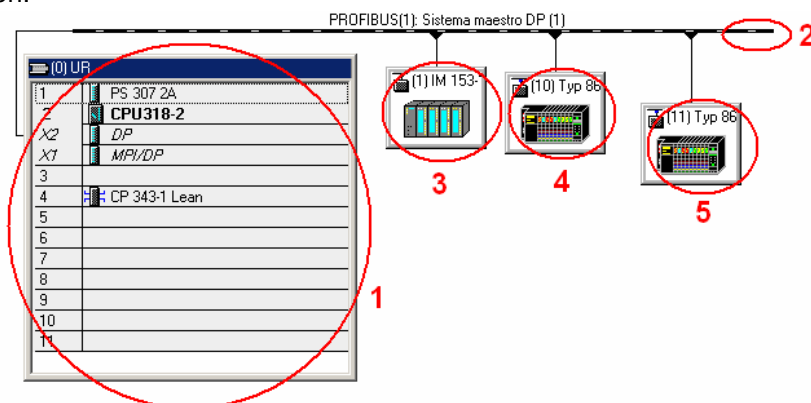 PROFIBUS(1): Sistema maestro DP (1)
2
(0) UR
1 PS 307 2A
2 CPU318-2
X2 DP
X1 MPI/DP
3
4 CP 343-1 Lean
5
6
7
8
9
10
11
1
(1) IM 153-
3
(10) Typ 86
4
(11) Typ 86
5